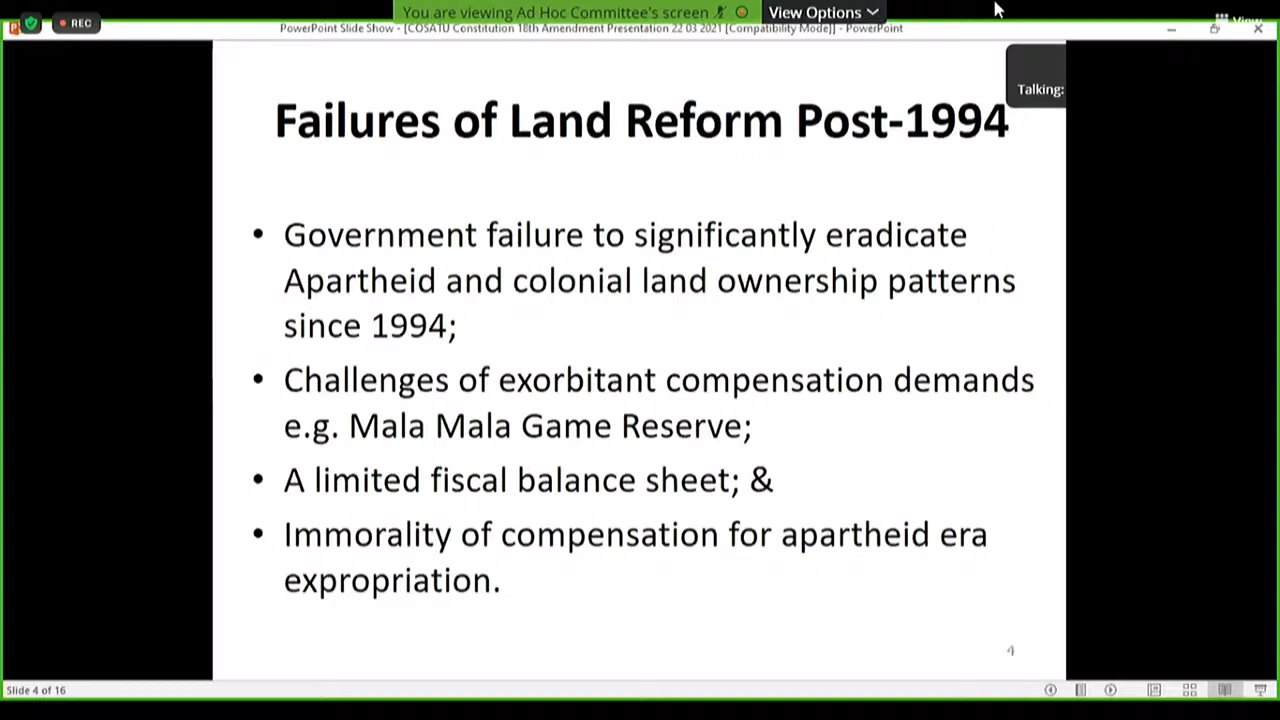 You are viewing Ad Hoc Committee's screen
View Options
REC
View
PowerPoint Slide Show - [COSATU Constitution 18th Amendment Presentation 22 03 2021 [Compatibility Mode]] - PowerPoint
Talking:
Failures of Land Reform Post-1994
• Government failure to significantly eradicate
Apartheid and colonial land ownership patterns
since 1994;
• Challenges of exorbitant compensation demands
e.g. Mala Mala Game Reserve;
• A limited fiscal balance sheet; &
• Immorality of compensation for apartheid era
expropriation.
4
Slide 4 of 16